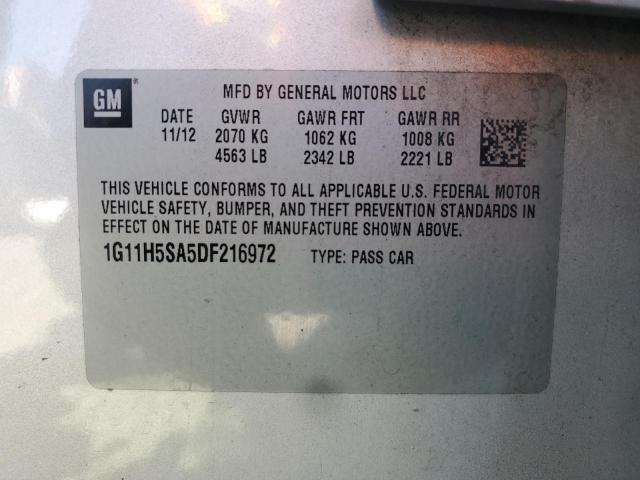 GM
MFD BY GENERAL MOTORS LLC
DATE GVWR GAWR FRT GAWR RR
11/12 2070 KG 1062 KG 1008 KG
4563 LB 2342 LB 2221 LB
THIS VEHICLE CONFORMS TO ALL APPLICABLE U.S. FEDERAL MOTOR
VEHICLE SAFETY, BUMPER, AND THEFT PREVENTION STANDARDS IN
EFFECT ON THE DATE OF MANUFACTURE SHOWN ABOVE.
1G11H5SA5DF216972 TYPE: PASS CAR